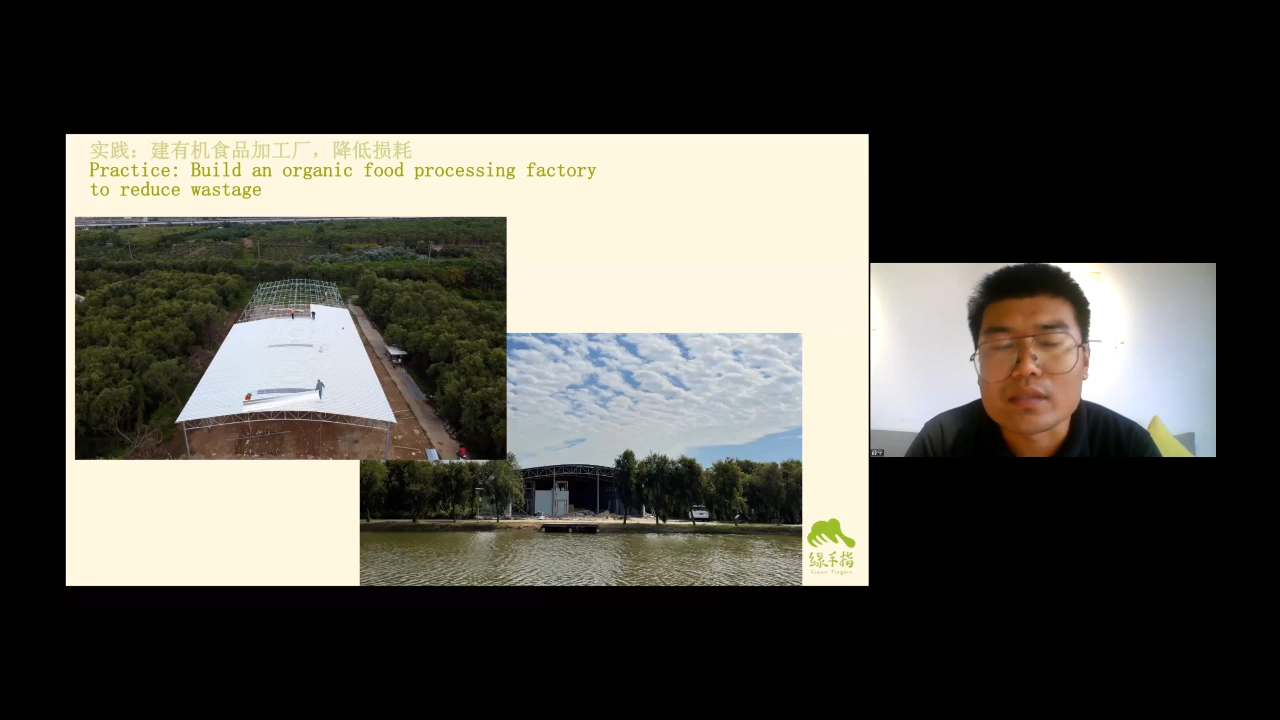 实践：建有机食品加工厂，降低损耗
Practice: Build an organic food processing factory
to reduce wastage
绿手指
Green Fingers